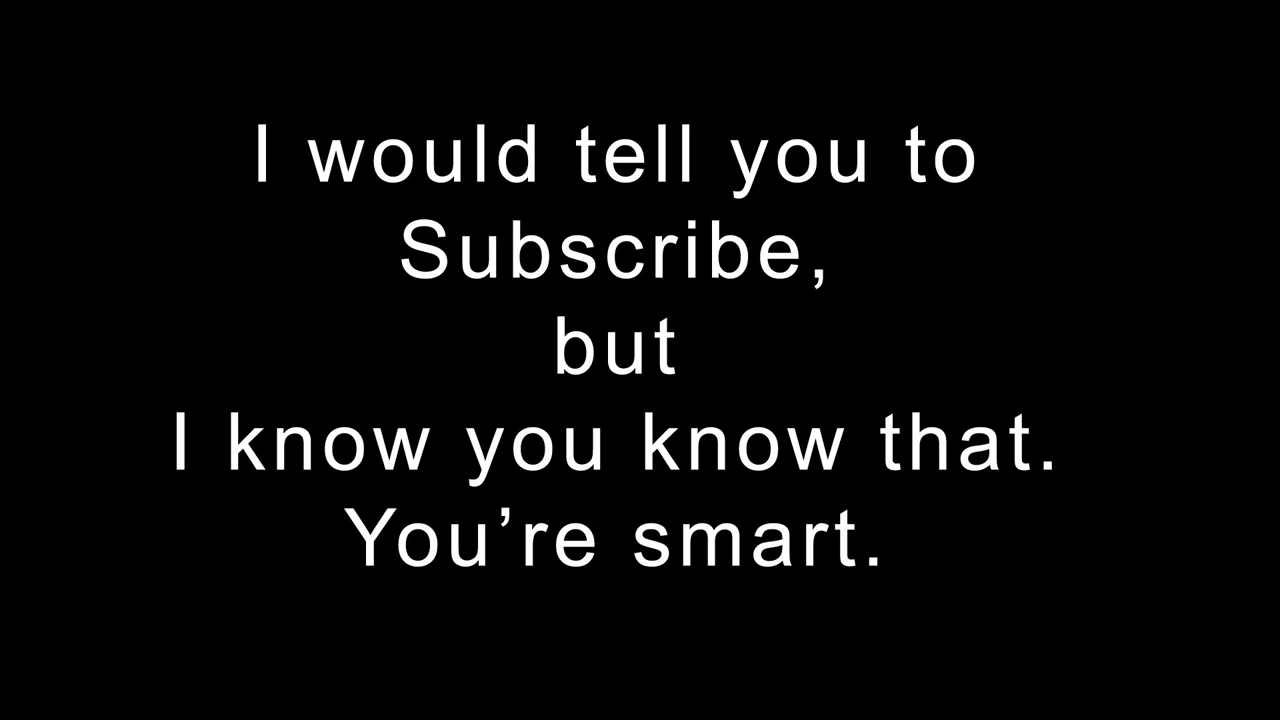 I would tell you to
Subscribe,
but
I know you know that.
You’re smart.